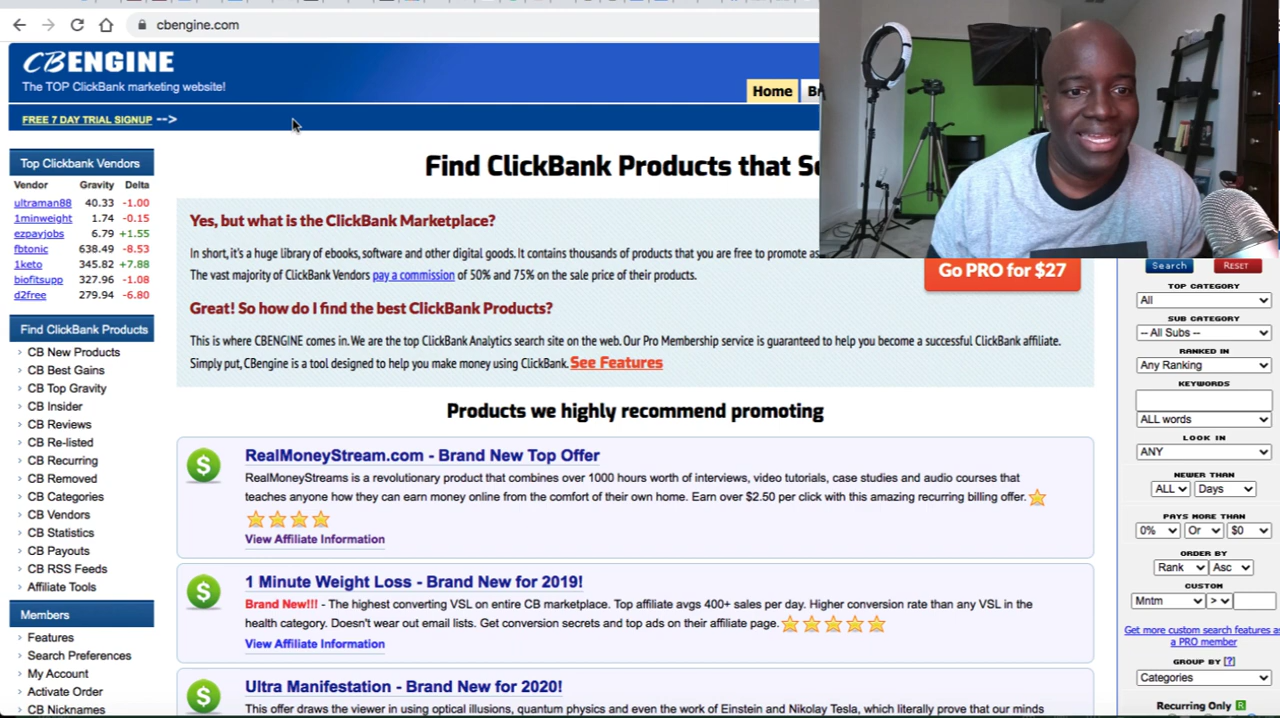 cbengine.com
CBENGINE
The TOP ClickBank marketing website!
Home
FREE 7 DAY TRIAL SIGNUP -->
Top Clickbank Vendors
Vendor Gravity Delta
ultraman88 40.33 -1.00
1minweight 1.74 -0.15
ezpayjobs 6.79 +1.55
fbtonic 638.49 -8.53
1keto 345.82 +7.88
biofitsupp 327.96 -1.08
d2free 279.94 -6.80
Find ClickBank Products
CB New Products
CB Best Gains
CB Top Gravity
CB Insider
CB Reviews
CB Re-listed
CB Recurring
CB Removed
CB Categories
CB Vendors
CB Statistics
CB Payouts
CB RSS Feeds
Affiliate Tools
Members
Features
Search Preferences
My Account
Activate Order
CB Nicknames
Find ClickBank Products that
Yes, but what is the ClickBank Marketplace?
In short, it's a huge library of ebooks, software and other digital goods. It contains thousands of products that you are free to promote as
The vast majority of ClickBank Vendors pay a commission of 50% and 75% on the sale price of their products.
Go PRO for $27
Great! So how do I find the best ClickBank Products?
This is where CBENGINE comes in. We are the top ClickBank Analytics search site on the web. Our Pro Membership service is guaranteed to help you become a successful ClickBank affiliate.
Simply put, CBengine is a tool designed to help you make money using ClickBank. See Features
Products we highly recommend promoting
RealMoneyStream.com - Brand New Top Offer
RealMoneyStreams is a revolutionary product that combines over 1000 hours worth of interviews, video tutorials, case studies and audio courses that
teaches anyone how they can earn money online from the comfort of their own home. Earn over $2.50 per click with this amazing recurring billing offer.
View Affiliate Information
1 Minute Weight Loss - Brand New for 2019!
Brand New!!! - The highest converting VSL on entire CB marketplace. Top affiliate avgs 400+ sales per day. Higher conversion rate than any VSL in the
health category. Doesn't wear out email lists. Get conversion secrets and top ads on their affiliate page.
View Affiliate Information
Ultra Manifestation - Brand New for 2020!
This offer draws the viewer in using optical illusions, quantum physics and even the work of Einstein and Nikolay Tesla, which literally prove that our minds
Search RESET
TOP CATEGORY
All
SUB CATEGORY
-- All Subs --
RANKED IN
Any Ranking
KEYWORDS
ALL words
LOOK IN
ANY
NEWER THAN
ALL Days
PAYS MORE THAN
0% Or $0
ORDER BY
Rank Asc
CUSTOM
Mntm >
Get more custom search features as
a PRO member
GROUP BY [?]
Categories
Recurring Only R